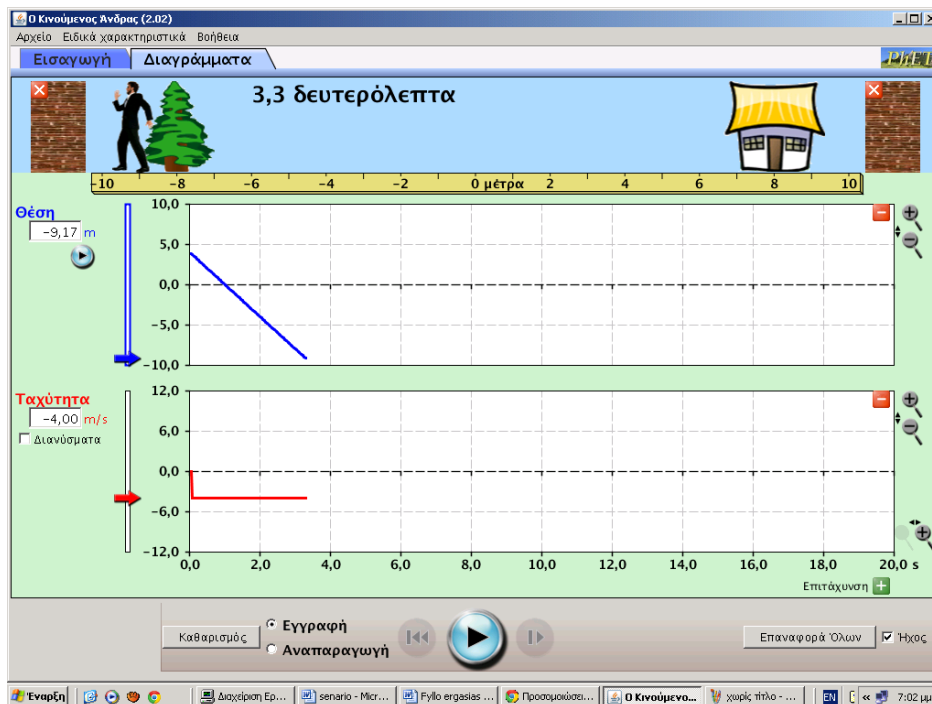 Ο Κινούμενος Άνδρας (2.02)
Αρχείο Ειδικά χαρακτηριστικά Βοήθεια
Εισαγωγή Διαγράμματα PhET
3,3 δευτερόλεπτα
-10 -8 -6 -4 -2 0 μέτρα 2 4 6 8 10
Θέση
-9,17 m
10,0
5,0
0,0
-5,0
-10,0
Ταχύτητα
-4,00 m/s
Διανύσματα
12,0
6,0
0,0
-6,0
-12,0
0,0 2,0 4,0 6,0 8,0 10,0 12,0 14,0 16,0 18,0 20,0 s
Επιτάχυνση
Καθαρισμός Εγγραφή Επαναφορά Όλων Ήχος
Αναπαραγωγή
Έναρξη Διαχείριση Ερ... senario - Micr... Fyllo ergasias ... Προσομοιώσει... Ο Κινούμενο... χωρίς τίτλο - ... EN « 7:02 μμ